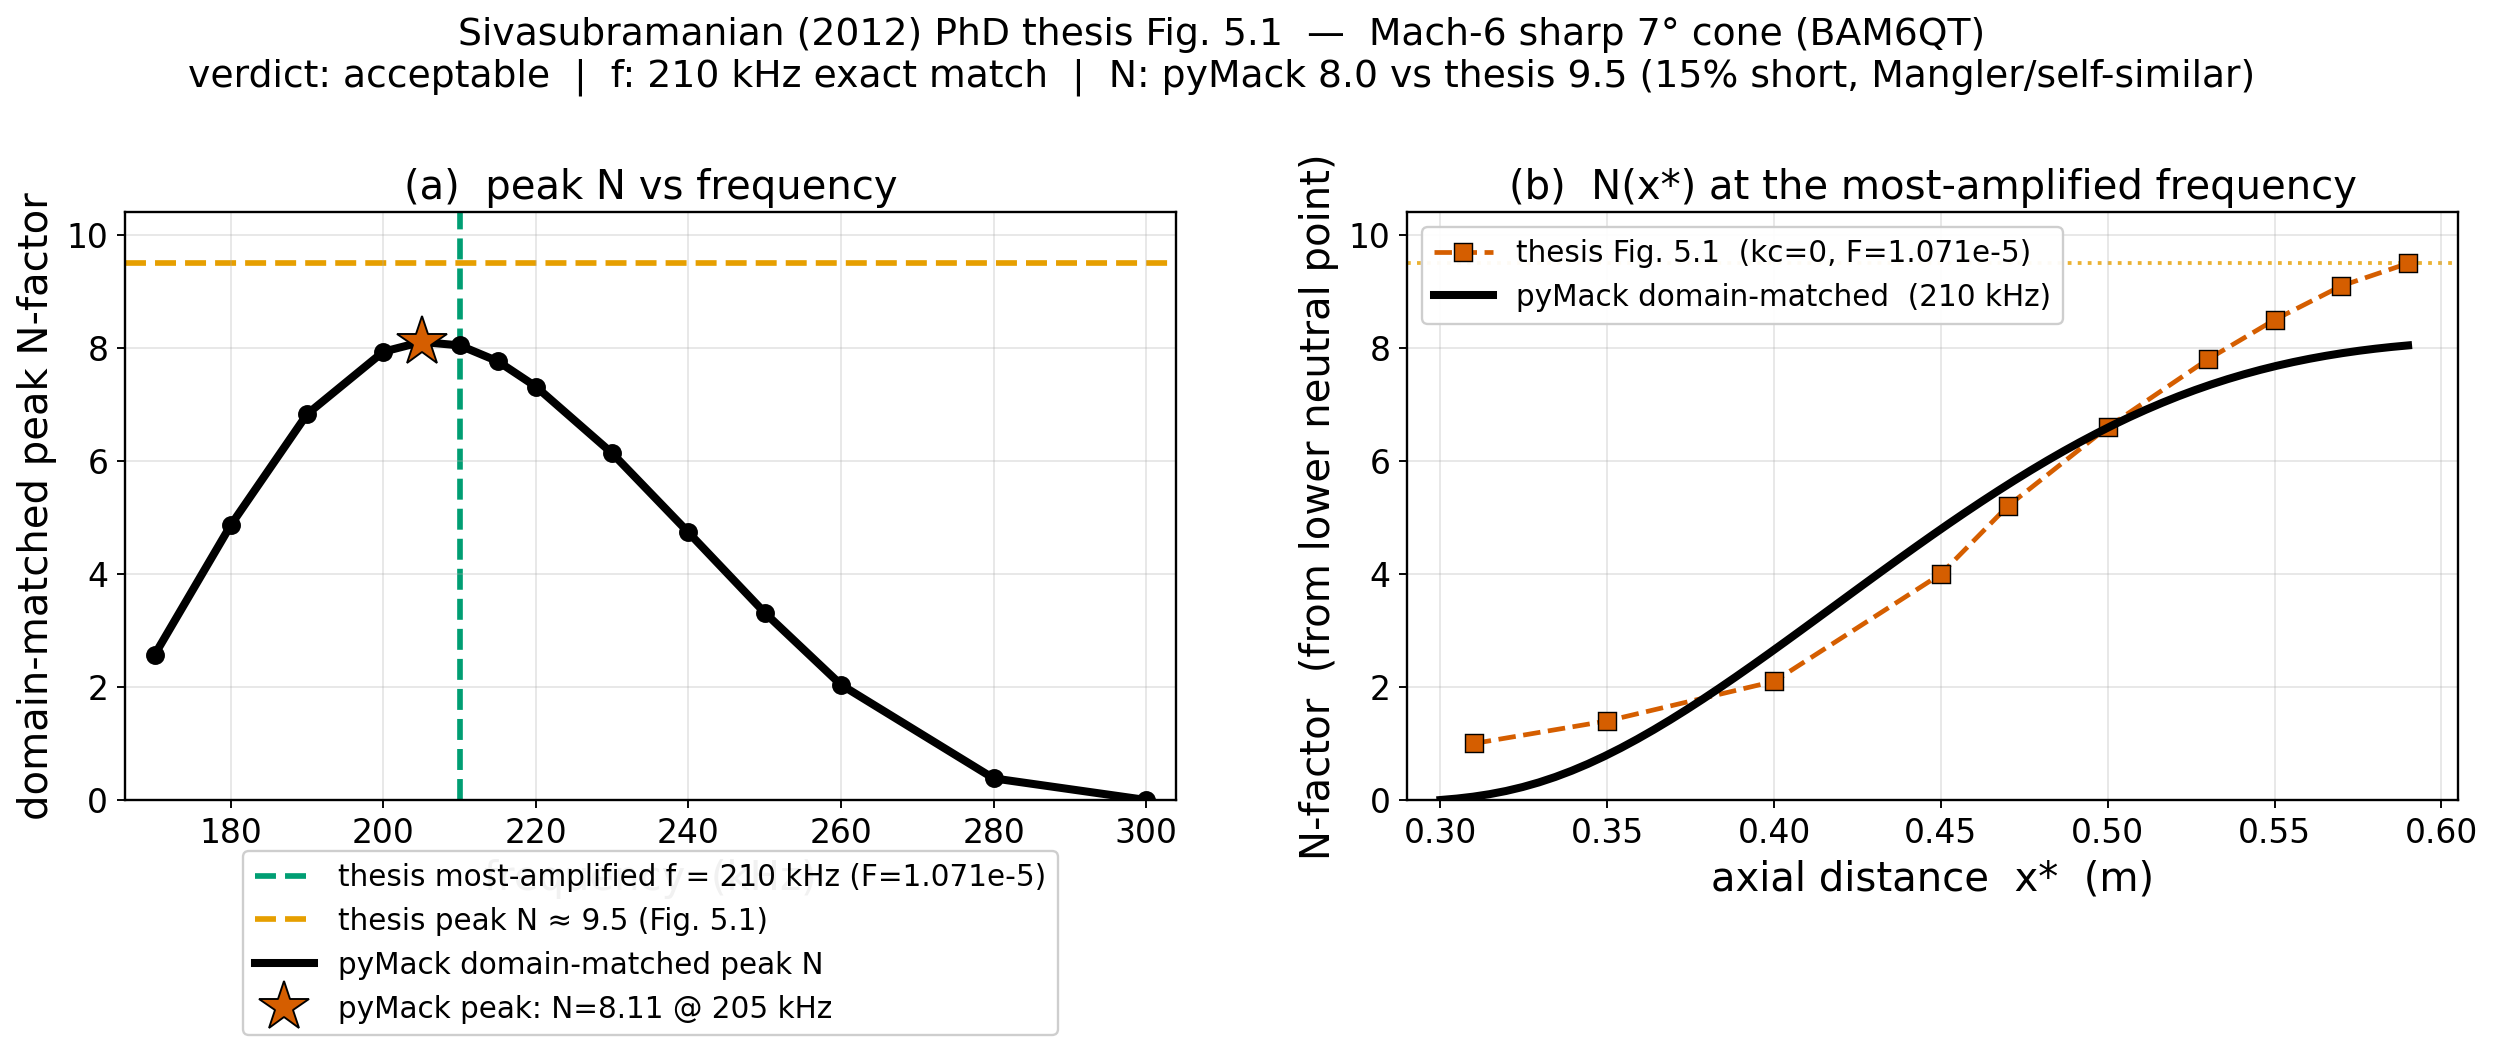 Sivasubramanian (2012) PhD thesis Fig. 5.1 — Mach-6 sharp 7° cone (BAM6QT)
verdict: acceptable | f: 210 kHz exact match | N: pyMack 8.0 vs thesis 9.5 (15% short, Mangler/self-similar)
(a) peak N vs frequency
domain-matched peak N-factor
10
8
6
4
2
0
180 200 220 240 260 280 300
thesis most-amplified f = 210 kHz (F=1.071e-5)
thesis peak N ≈ 9.5 (Fig. 5.1)
pyMack domain-matched peak N
pyMack peak: N=8.11 @ 205 kHz
(b) N(x*) at the most-amplified frequency
N-factor (from lower neutral point)
10
8
6
4
2
0
thesis Fig. 5.1 (kc=0, F=1.071e-5)
pyMack domain-matched (210 kHz)
0.30 0.35 0.40 0.45 0.50 0.55 0.60
axial distance x* (m)